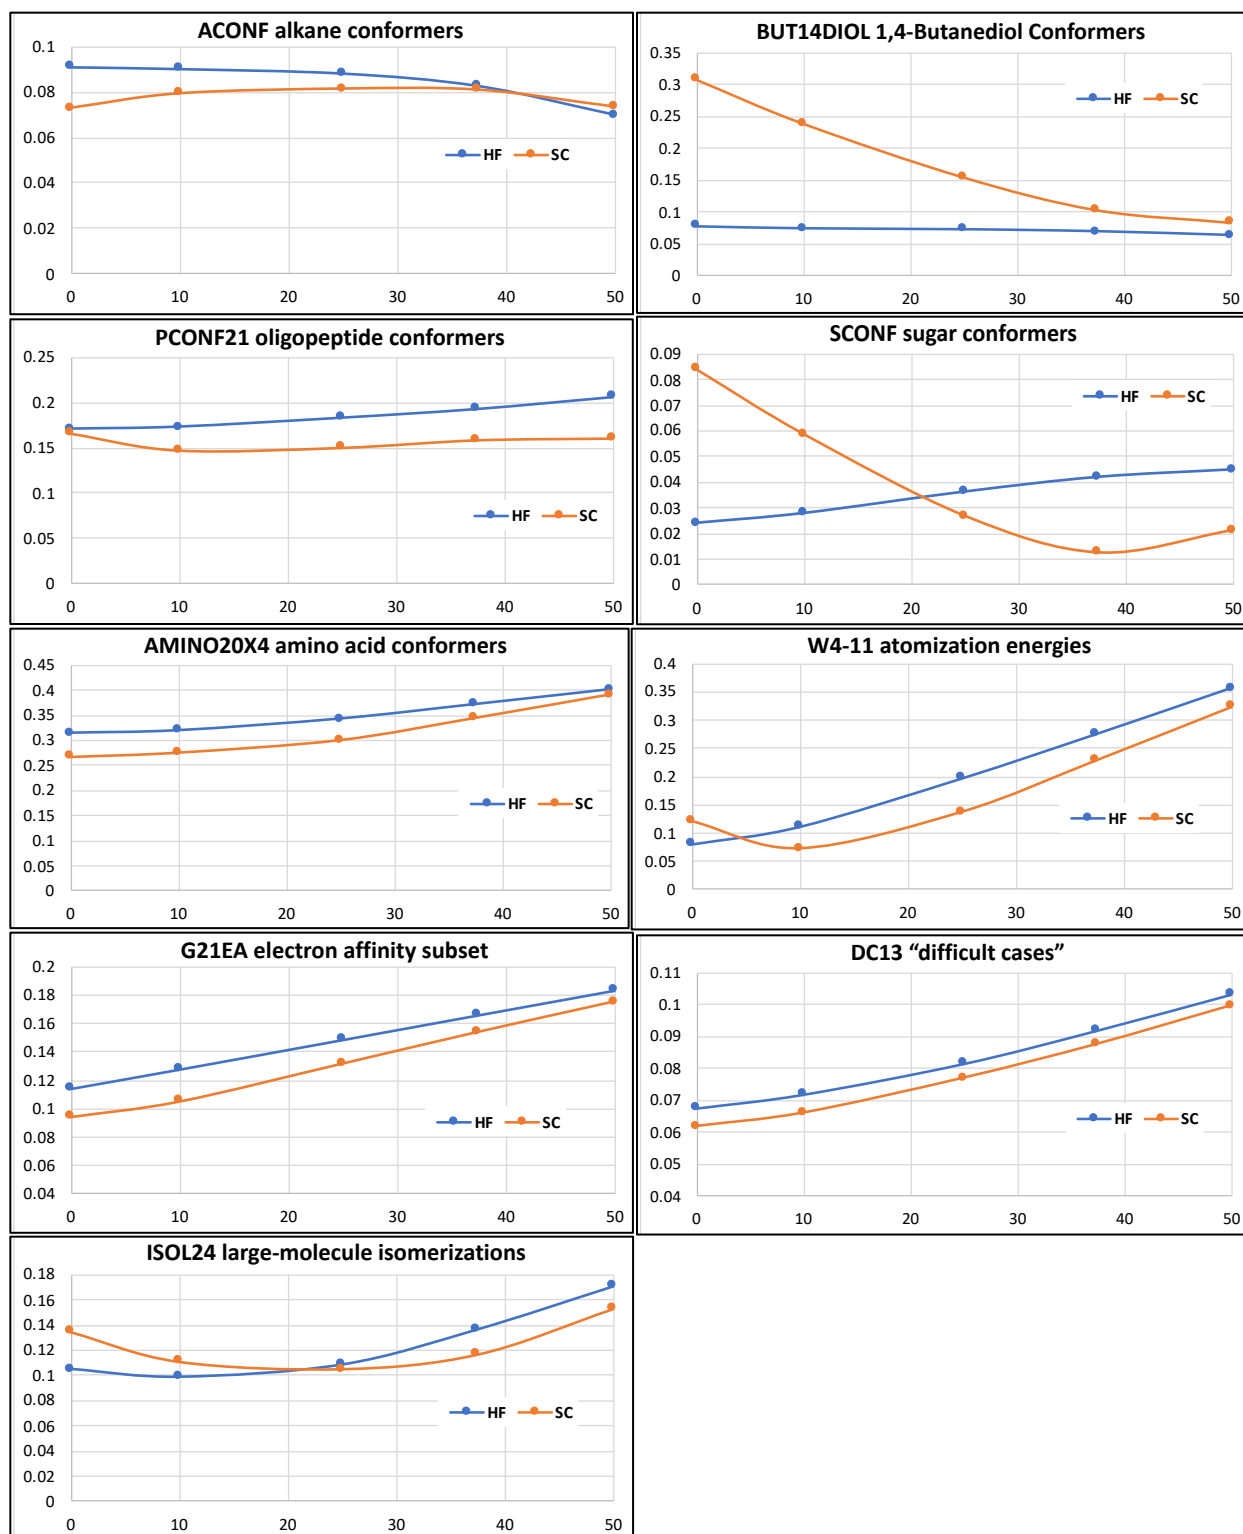 ACONF alkane conformers
0.1
0.08
0.06
0.04
0.02
0
HF SC
0 10 20 30 40 50
BUT14DIOL 1,4-Butanediol Conformers
0.35
0.3
0.25
0.2
0.15
0.1
0.05
0
HF SC
0 10 20 30 40 50
PCONF21 oligopeptide conformers
0.25
0.2
0.15
0.1
0.05
0
HF SC
0 10 20 30 40 50
SCONF sugar conformers
0.09
0.08
0.07
0.06
0.05
0.04
0.03
0.02
0.01
0
HF SC
0 10 20 30 40 50
AMINO20X4 amino acid conformers
0.45
0.4
0.35
0.3
0.25
0.2
0.15
0.1
0.05
0
HF SC
0 10 20 30 40 50
W4-11 atomization energies
0.4
0.35
0.3
0.25
0.2
0.15
0.1
0.05
0
HF SC
0 10 20 30 40 50
G21EA electron affinity subset
0.2
0.18
0.16
0.14
0.12
0.1
0.08
0.06
0.04
HF SC
0 10 20 30 40 50
DC13 “difficult cases”
0.11
0.1
0.09
0.08
0.07
0.06
0.05
0.04
HF SC
0 10 20 30 40 50
ISOL24 large-molecule isomerizations
0.18
0.16
0.14
0.12
0.1
0.08
0.06
0.04
0.02
0
HF SC
0 10 20 30 40 50